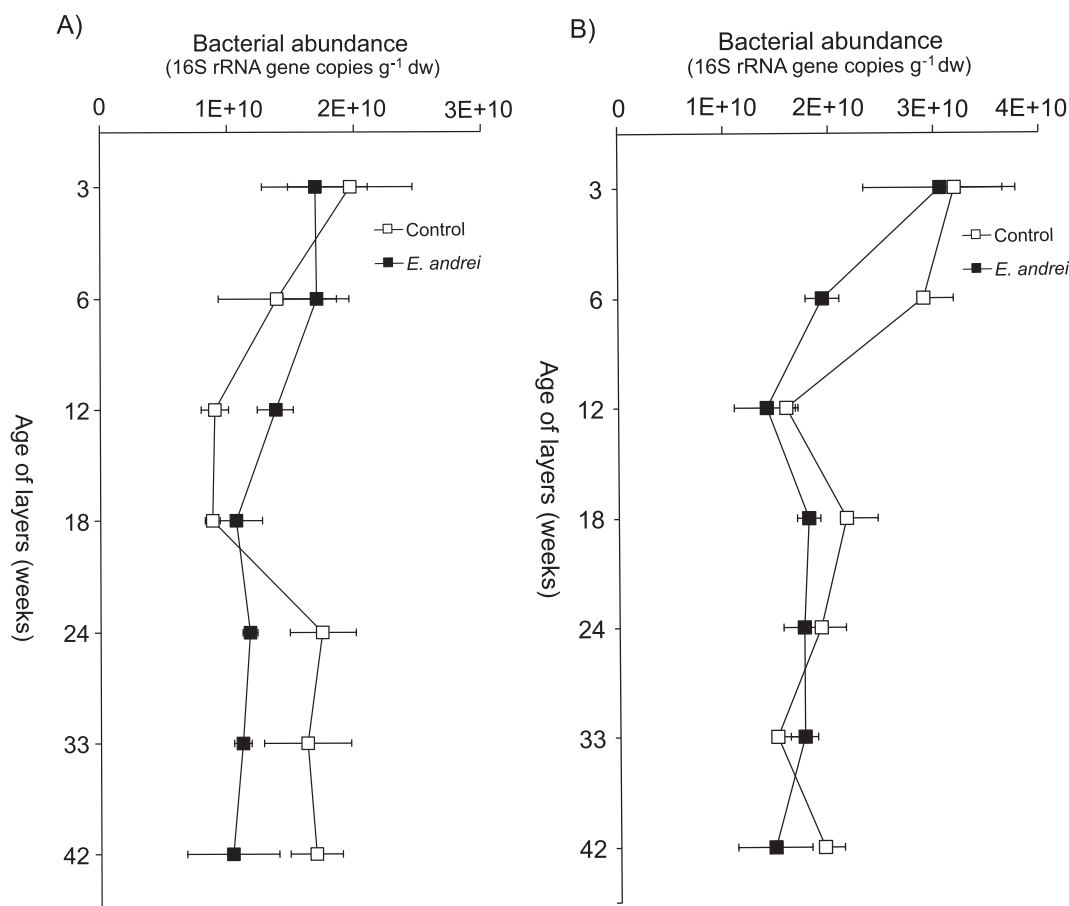 A)
Bacterial abundance
(16S rRNA gene copies g⁻¹ dw)
0 1E+10 2E+10 3E+10
3
6
12
18
24
33
42
Age of layers (weeks)
Control
E. andrei
B)
Bacterial abundance
(16S rRNA gene copies g⁻¹ dw)
0 1E+10 2E+10 3E+10 4E+10
3
6
12
18
24
33
42
Age of layers (weeks)
Control
E. andrei